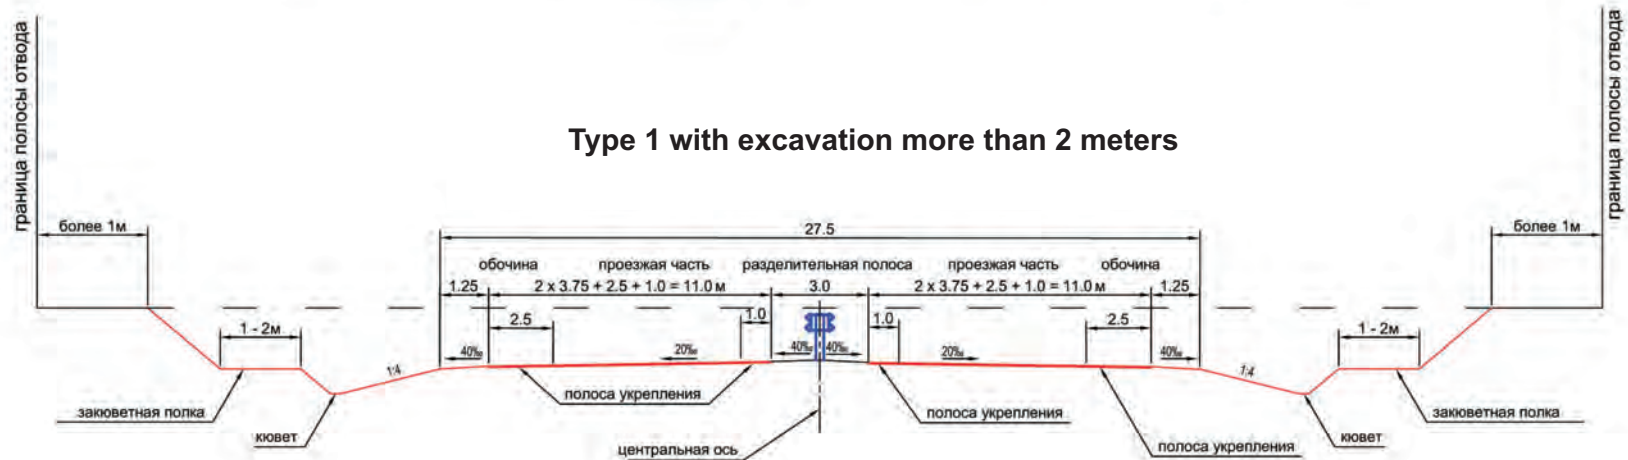 граница полосы отвода
граница полосы отвода
Type 1 with excavation more than 2 meters
более 1м
27.5
более 1м
обочина проезжая часть разделительная полоса проезжая часть обочина
1.25 2 x 3.75 + 2.5 + 1.0 = 11.0 м 3.0 2 x 3.75 + 2.5 + 1.0 = 11.0 м 1.25
1 - 2м 2.5 1.0 1.0 2.5 1 - 2м
40‰ 20‰ 40‰ 40‰ 20‰ 40‰
1:4 1:4
закюветная полка полоса укрепления полоса укрепления закюветная полка
кювет центральная ось полоса укрепления кювет